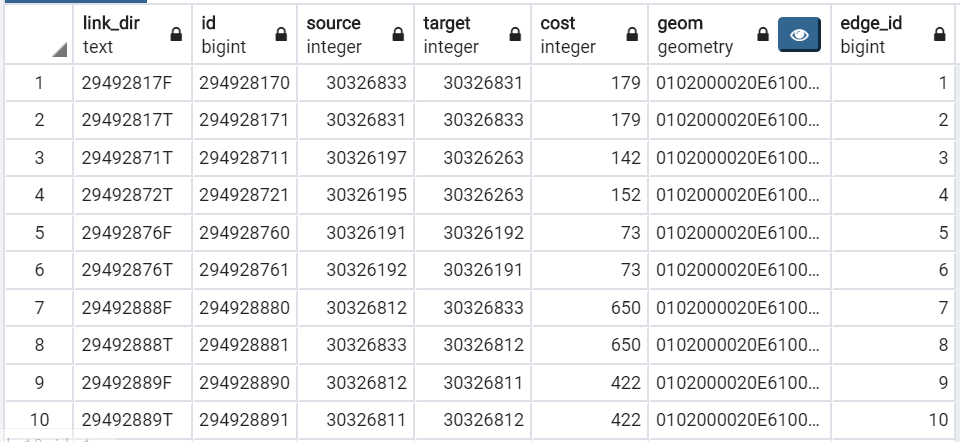 link_dir id source target cost geom edge_id
text bigint integer integer integer geometry bigint
1 29492817F 294928170 30326833 30326831 179 0102000020E6100... 1
2 29492817T 294928171 30326831 30326833 179 0102000020E6100... 2
3 29492871T 294928711 30326197 30326263 142 0102000020E6100... 3
4 29492872T 294928721 30326195 30326263 152 0102000020E6100... 4
5 29492876F 294928760 30326191 30326192 73 0102000020E6100... 5
6 29492876T 294928761 30326192 30326191 73 0102000020E6100... 6
7 29492888F 294928880 30326812 30326833 650 0102000020E6100... 7
8 29492888T 294928881 30326833 30326812 650 0102000020E6100... 8
9 29492889F 294928890 30326812 30326811 422 0102000020E6100... 9
10 29492889T 294928891 30326811 30326812 422 0102000020E6100... 10